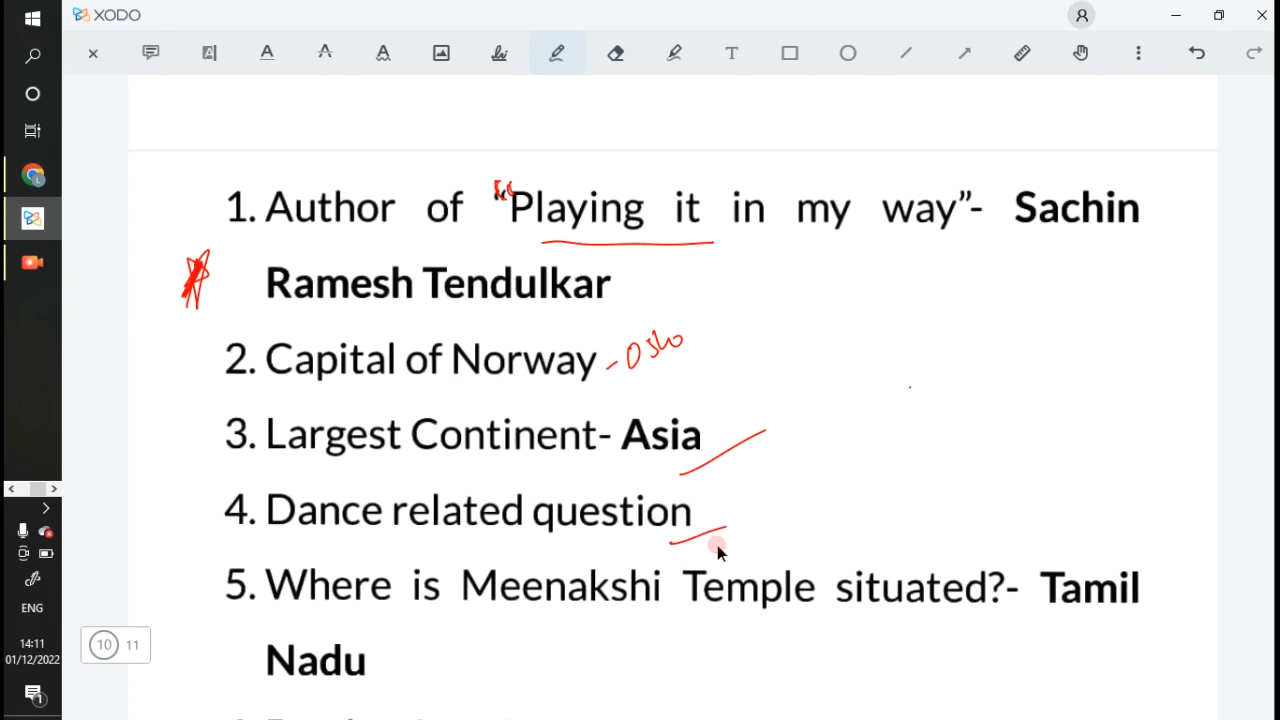 XODO
1. Author of “Playing it in my way”- Sachin
Ramesh Tendulkar
2. Capital of Norway - Oslo
3. Largest Continent- Asia
4. Dance related question
5. Where is Meenakshi Temple situated?- Tamil
Nadu
ENG
14:11
01/12/2022
10 11
1